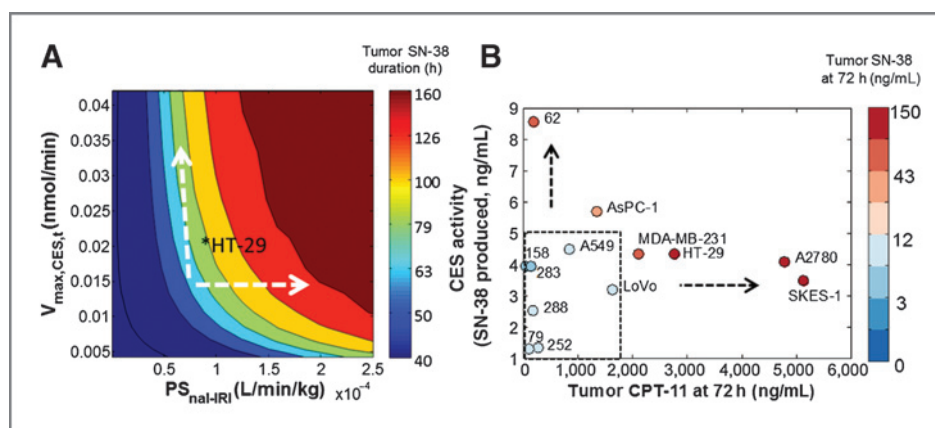 A
Tumor SN-38
duration (h)
V_max,CES,t (nmol/min)
0.04
0.035
0.03
0.025
0.02
0.015
0.01
0.005
*HT-29
0.5
1.0
1.5
2.0
2.5
×10⁻⁴
PS_nal-IRI (L/min/kg)
160
126
100
79
63
50
40
B
Tumor SN-38
at 72 h (ng/mL)
CES activity
(SN-38 produced, ng/mL)
9
8
7
6
5
4
3
2
1
62
AsPC-1
A549
MDA-MB-231
HT-29
158
283
LoVo
A2780
SKES-1
288
79
252
0
1,000
2,000
3,000
4,000
5,000
6,000
Tumor CPT-11 at 72 h (ng/mL)
150
43
12
3
0